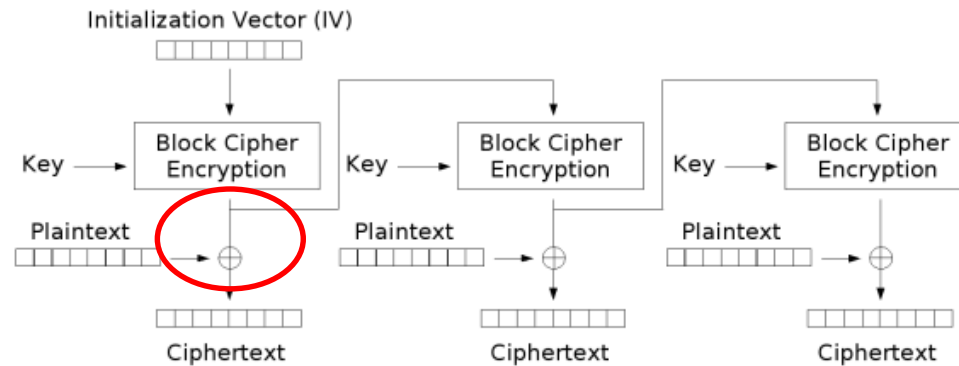 Initialization Vector (IV)
Key
Block Cipher
Encryption
Key
Block Cipher
Encryption
Key
Block Cipher
Encryption
Plaintext
Plaintext
Plaintext
Ciphertext
Ciphertext
Ciphertext